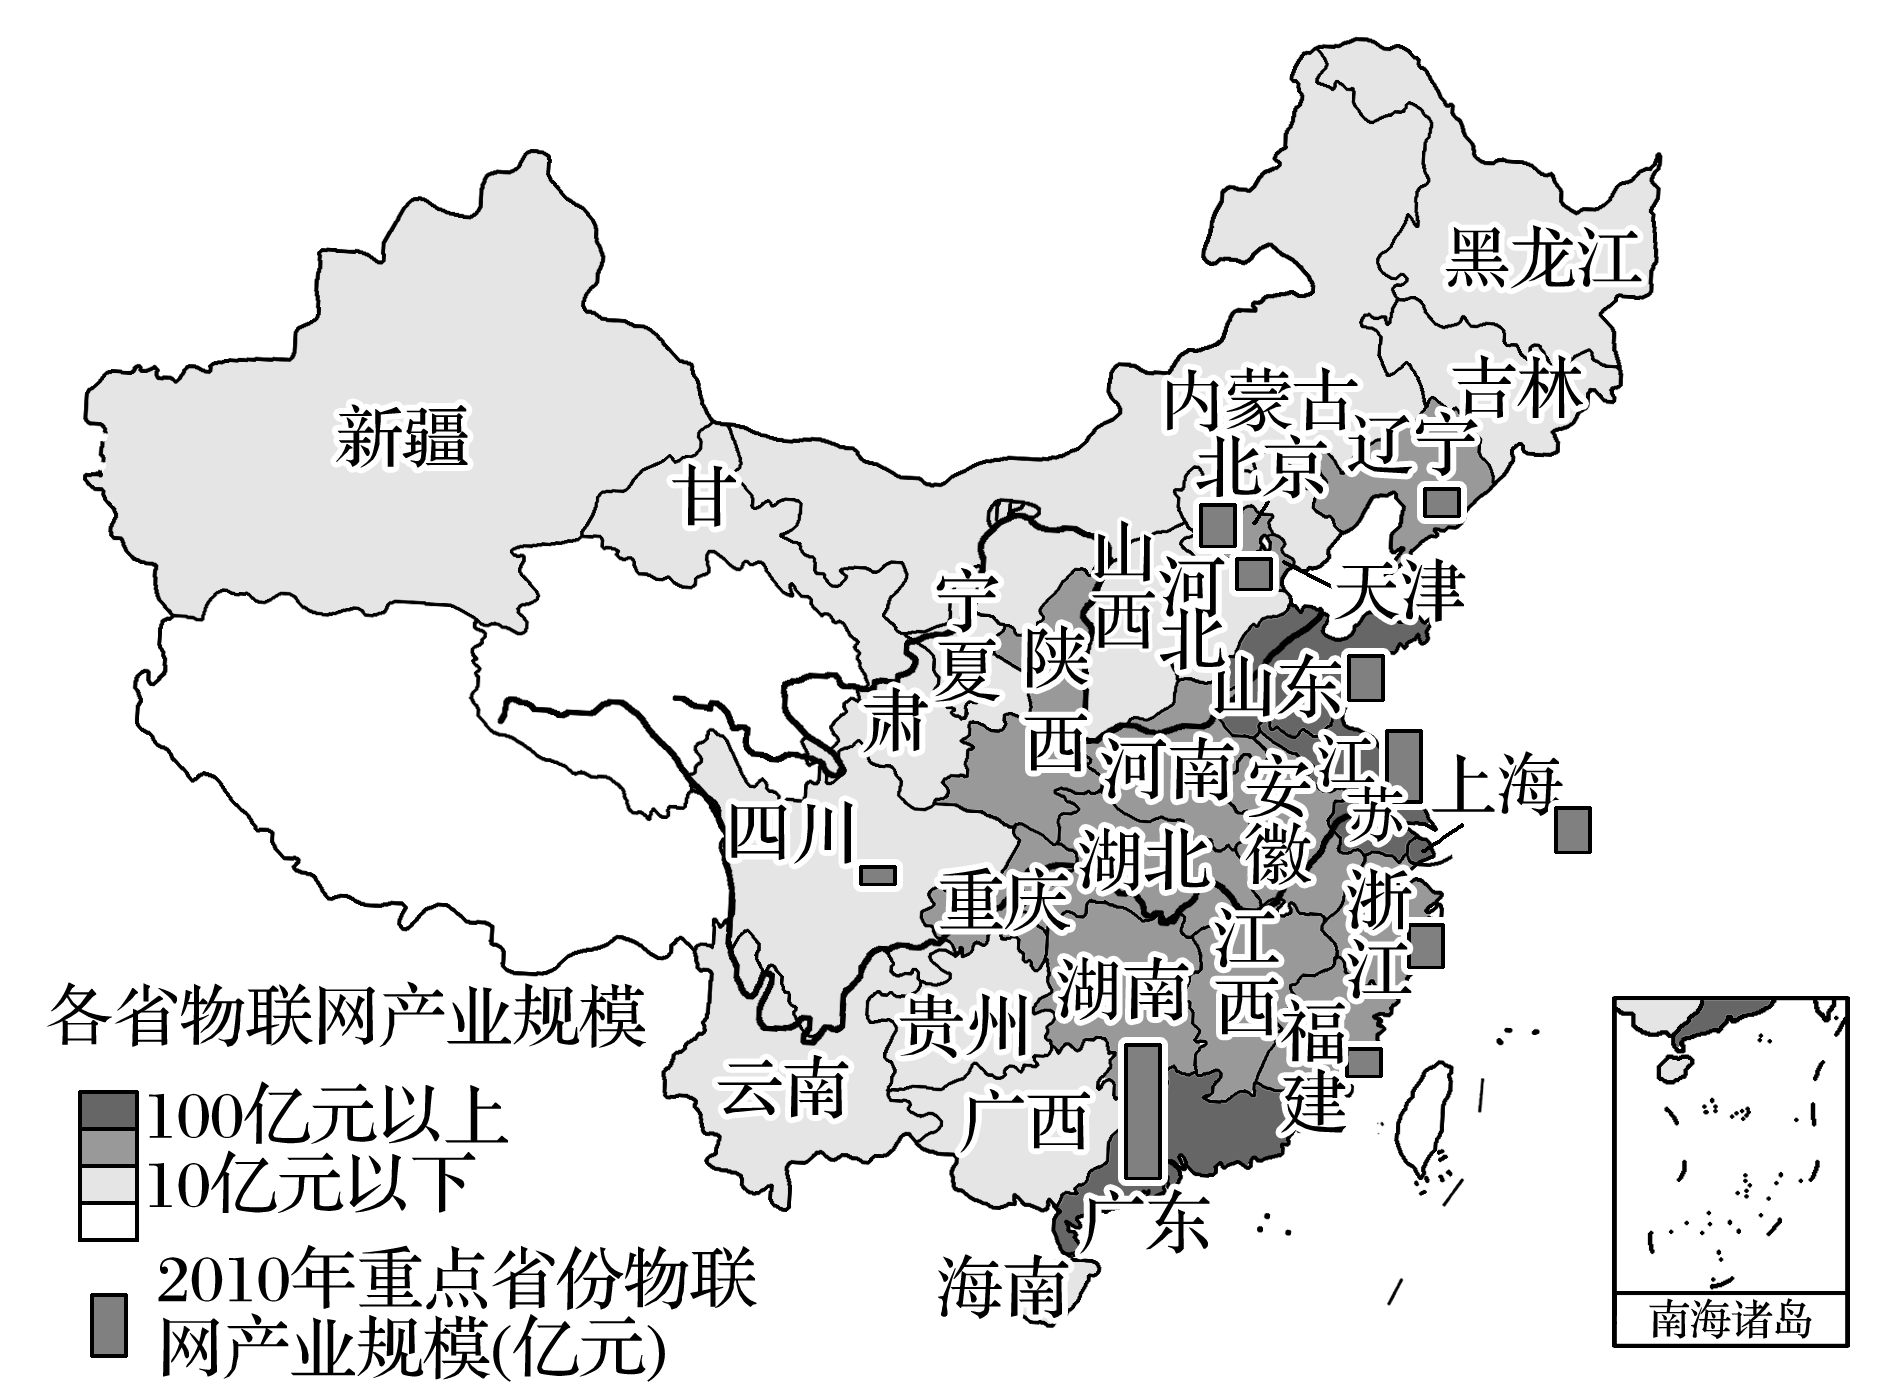 黑龙江
吉林
内蒙古
辽宁
北京
新疆
甘
肃
宁
夏
山
西
河
北
天津
陕
西
山东
河南
江
苏
安
徽
上海
四川
重庆
湖北
浙
江
江
西
湖南
贵州
福
建
云南
广西
广东
海南
各省物联网产业规模
100亿元以上
10亿元以下
2010年重点省份物联
网产业规模(亿元)
南海诸岛